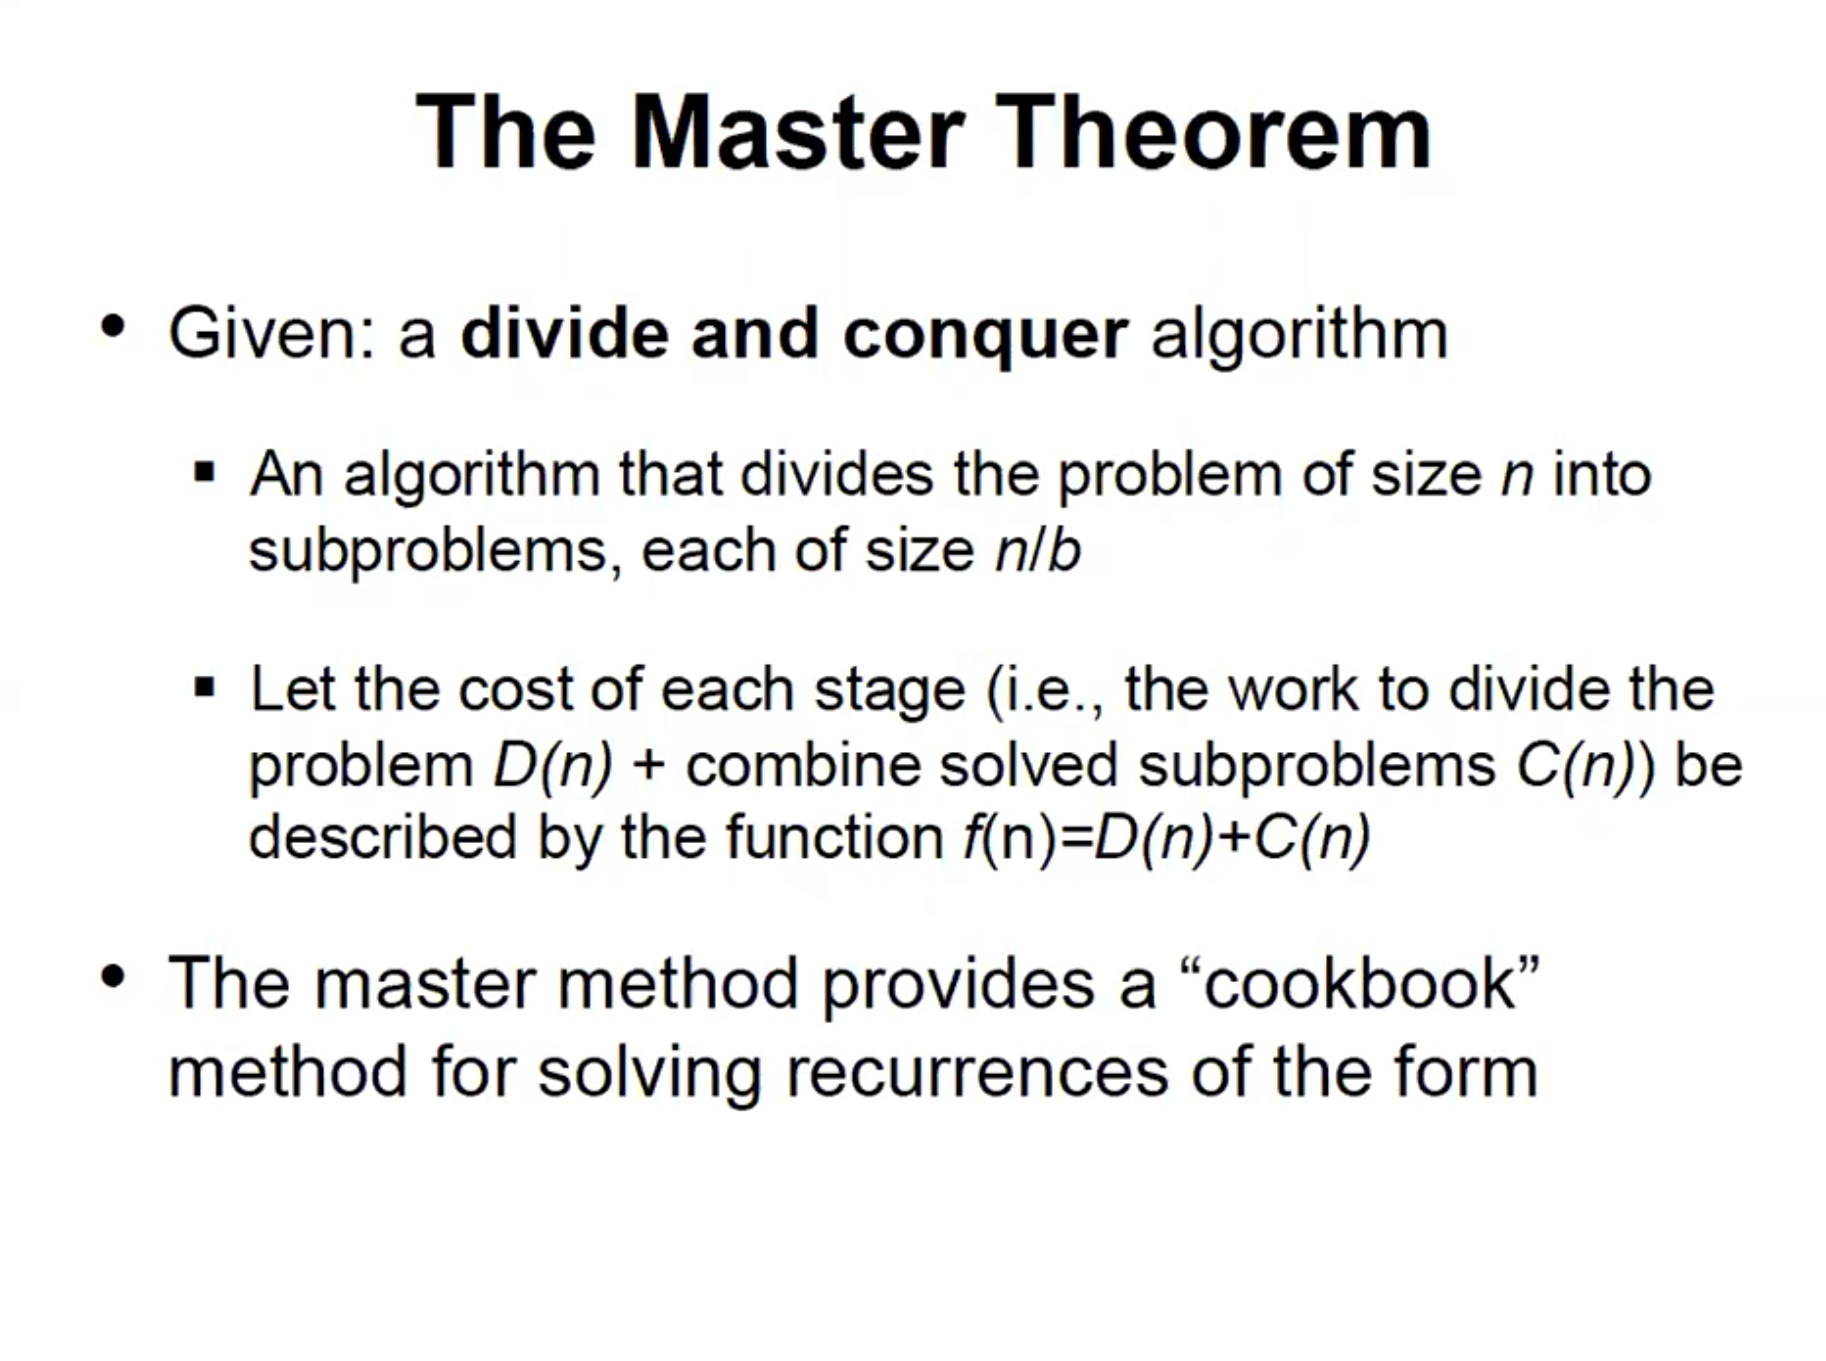 The Master Theorem
• Given: a divide and conquer algorithm
▪ An algorithm that divides the problem of size n into
subproblems, each of size n/b
▪ Let the cost of each stage (i.e., the work to divide the
problem D(n) + combine solved subproblems C(n)) be
described by the function f(n)=D(n)+C(n)
• The master method provides a “cookbook”
method for solving recurrences of the form